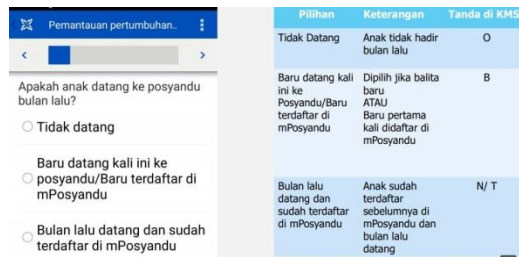 Pemantauan pertumbuhan..
Apakah anak datang ke posyandu
bulan lalu?
Tidak datang
Baru datang kali ini ke
posyandu/Baru terdaftar di
mPosyandu
Bulan lalu datang dan sudah
terdaftar di mPosyandu
Pilihan Keterangan Tanda di KMS
Tidak Datang
Anak tidak hadir
bulan lalu
O
Baru datang kali
ini ke
Posyandu/Baru
terdaftar di
mPosyandu
Dipilih jika balita
baru
ATAU
Baru pertama
kali didaftar di
mPosyandu
B
Bulan lalu
datang dan
sudah terdaftar
di mPosyandu
Anak sudah
terdaftar
sebelumnya di
mPosyandu dan
bulan lalu
datang
N/ T